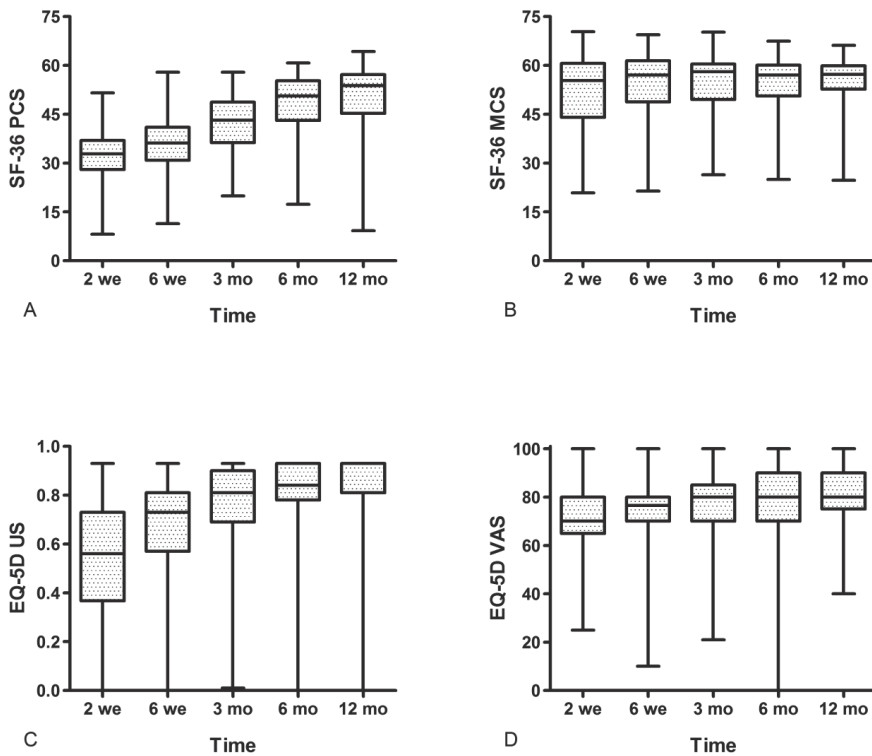 75
60
45
30
15
0
SF-36 PCS
2 we 6 we 3 mo 6 mo 12 mo
Time
A
75
60
45
30
15
0
SF-36 MCS
2 we 6 we 3 mo 6 mo 12 mo
Time
B
1.0
0.8
0.6
0.4
0.2
0.0
EQ-5D US
2 we 6 we 3 mo 6 mo 12 mo
Time
C
100
80
60
40
20
0
EQ-5D VAS
2 we 6 we 3 mo 6 mo 12 mo
Time
D